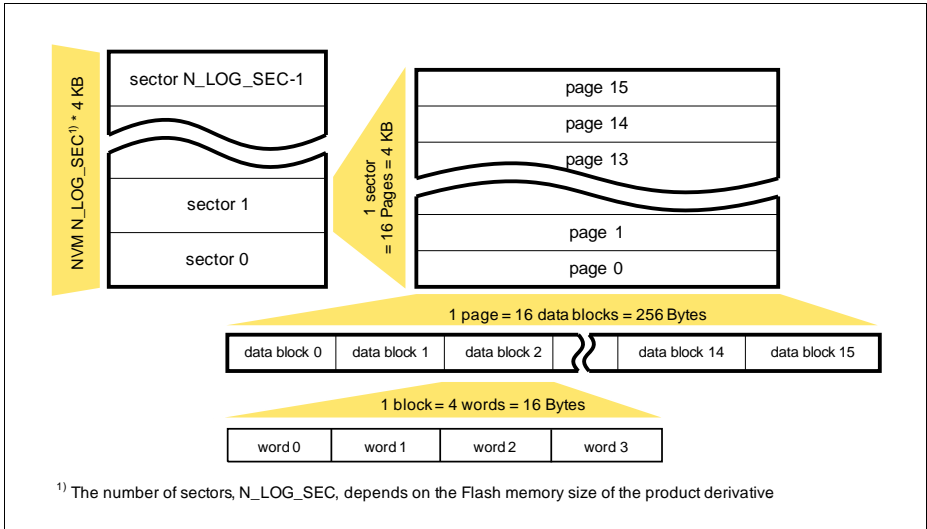 NVM N_LOG_SEC1) * 4 KB
sector N_LOG_SEC-1
sector 1
sector 0
1 sector
= 16 Pages = 4 KB
page 15
page 14
page 13
page 1
page 0
1 page = 16 data blocks = 256 Bytes
data block 0 data block 1 data block 2 data block 14 data block 15
1 block = 4 words = 16 Bytes
word 0 word 1 word 2 word 3
1) The number of sectors, N_LOG_SEC, depends on the Flash memory size of the product derivative